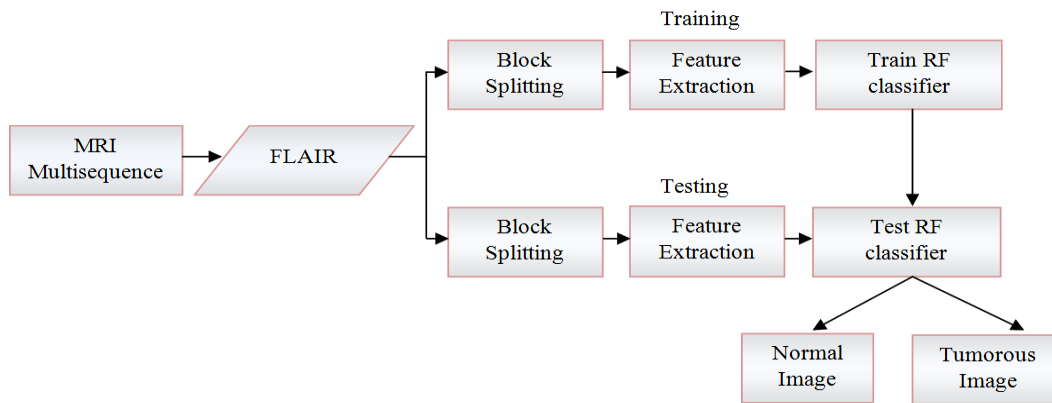 Training
Block
Splitting
Feature
Extraction
Train RF
classifier
MRI
Multisequence
FLAIR
Testing
Block
Splitting
Feature
Extraction
Test RF
classifier
Normal
Image
Tumorous
Image